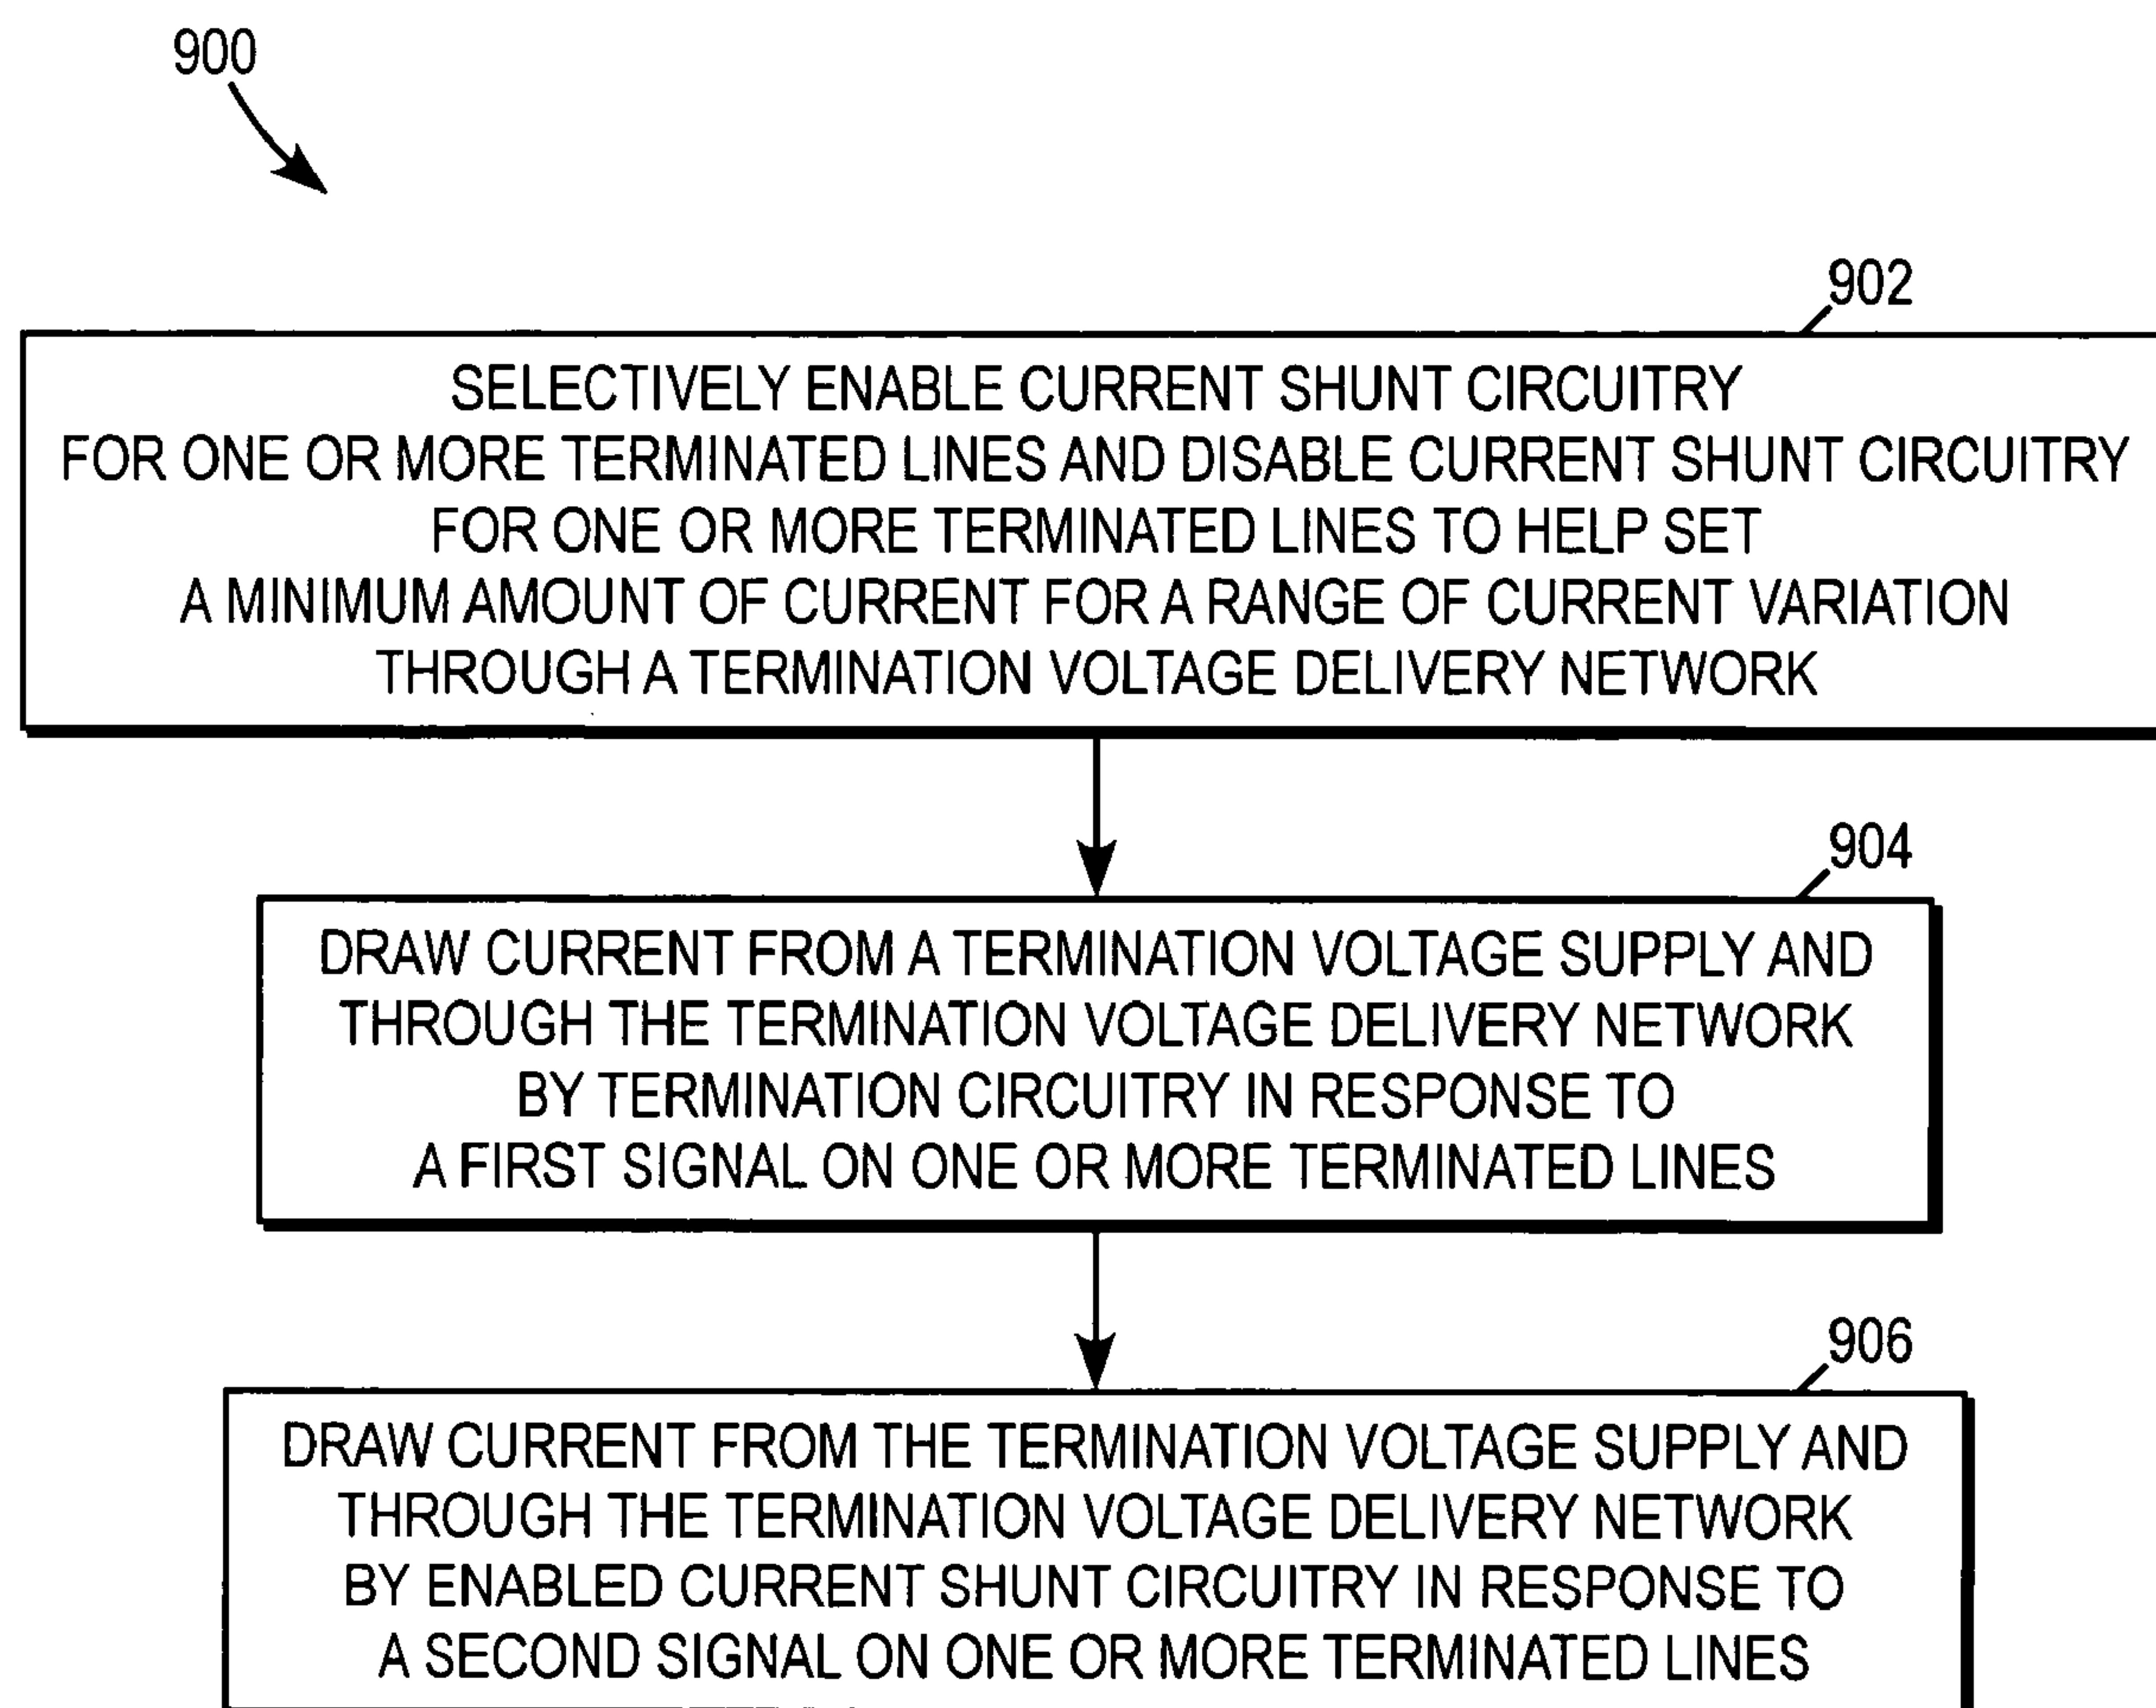 900
902
SELECTIVELY ENABLE CURRENT SHUNT CIRCUITRY
FOR ONE OR MORE TERMINATED LINES AND DISABLE CURRENT SHUNT CIRCUITRY
FOR ONE OR MORE TERMINATED LINES TO HELP SET
A MINIMUM AMOUNT OF CURRENT FOR A RANGE OF CURRENT VARIATION
THROUGH A TERMINATION VOLTAGE DELIVERY NETWORK
904
DRAW CURRENT FROM A TERMINATION VOLTAGE SUPPLY AND
THROUGH THE TERMINATION VOLTAGE DELIVERY NETWORK
BY TERMINATION CIRCUITRY IN RESPONSE TO
A FIRST SIGNAL ON ONE OR MORE TERMINATED LINES
906
DRAW CURRENT FROM THE TERMINATION VOLTAGE SUPPLY AND
THROUGH THE TERMINATION VOLTAGE DELIVERY NETWORK
BY ENABLED CURRENT SHUNT CIRCUITRY IN RESPONSE TO
A SECOND SIGNAL ON ONE OR MORE TERMINATED LINES